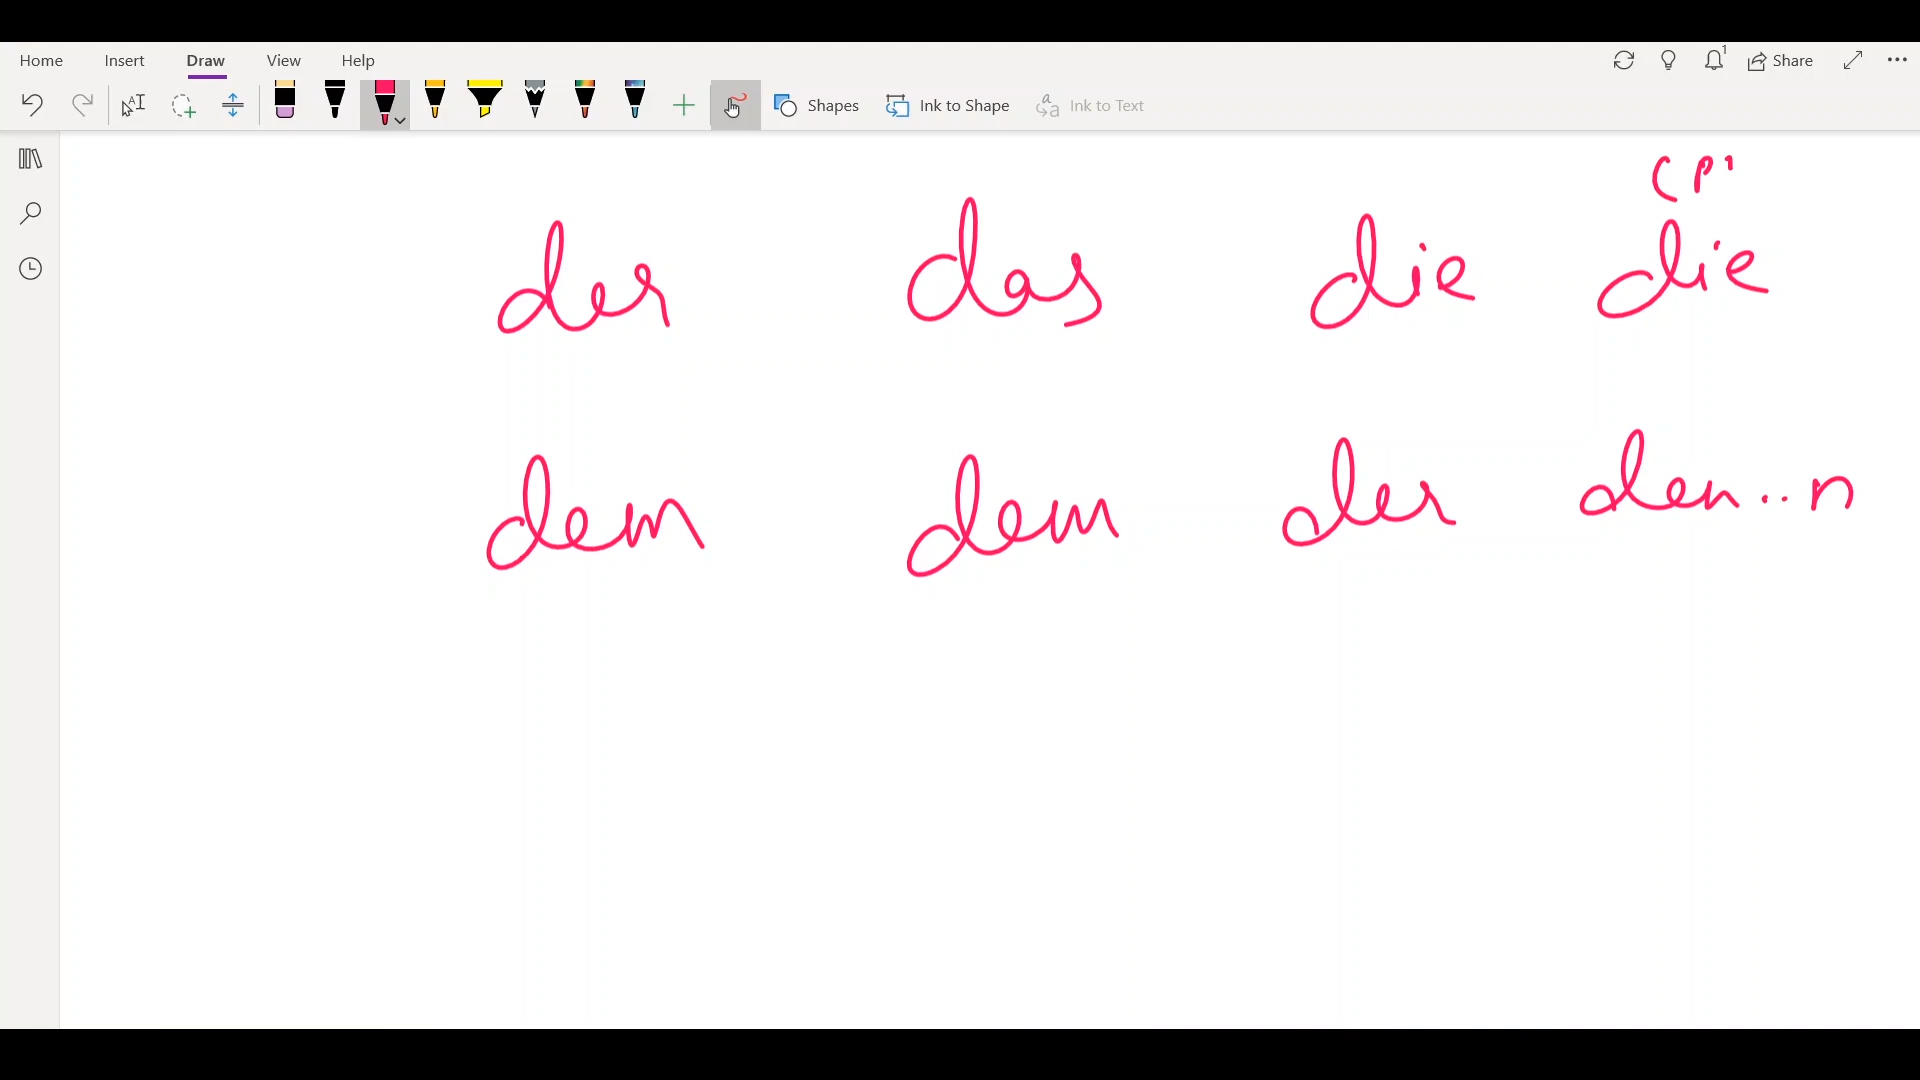 Home Insert Draw View Help 1 Share
Shapes Ink to Shape Ink to Text
der das die die
dem dem der den..n